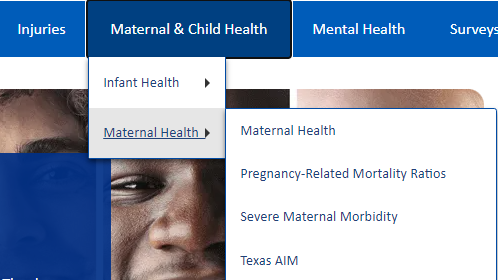 Injuries
Maternal & Child Health
Mental Health
Surveys
Infant Health
Maternal Health
Maternal Health
Pregnancy-Related Mortality Ratios
Severe Maternal Morbidity
Texas AIM